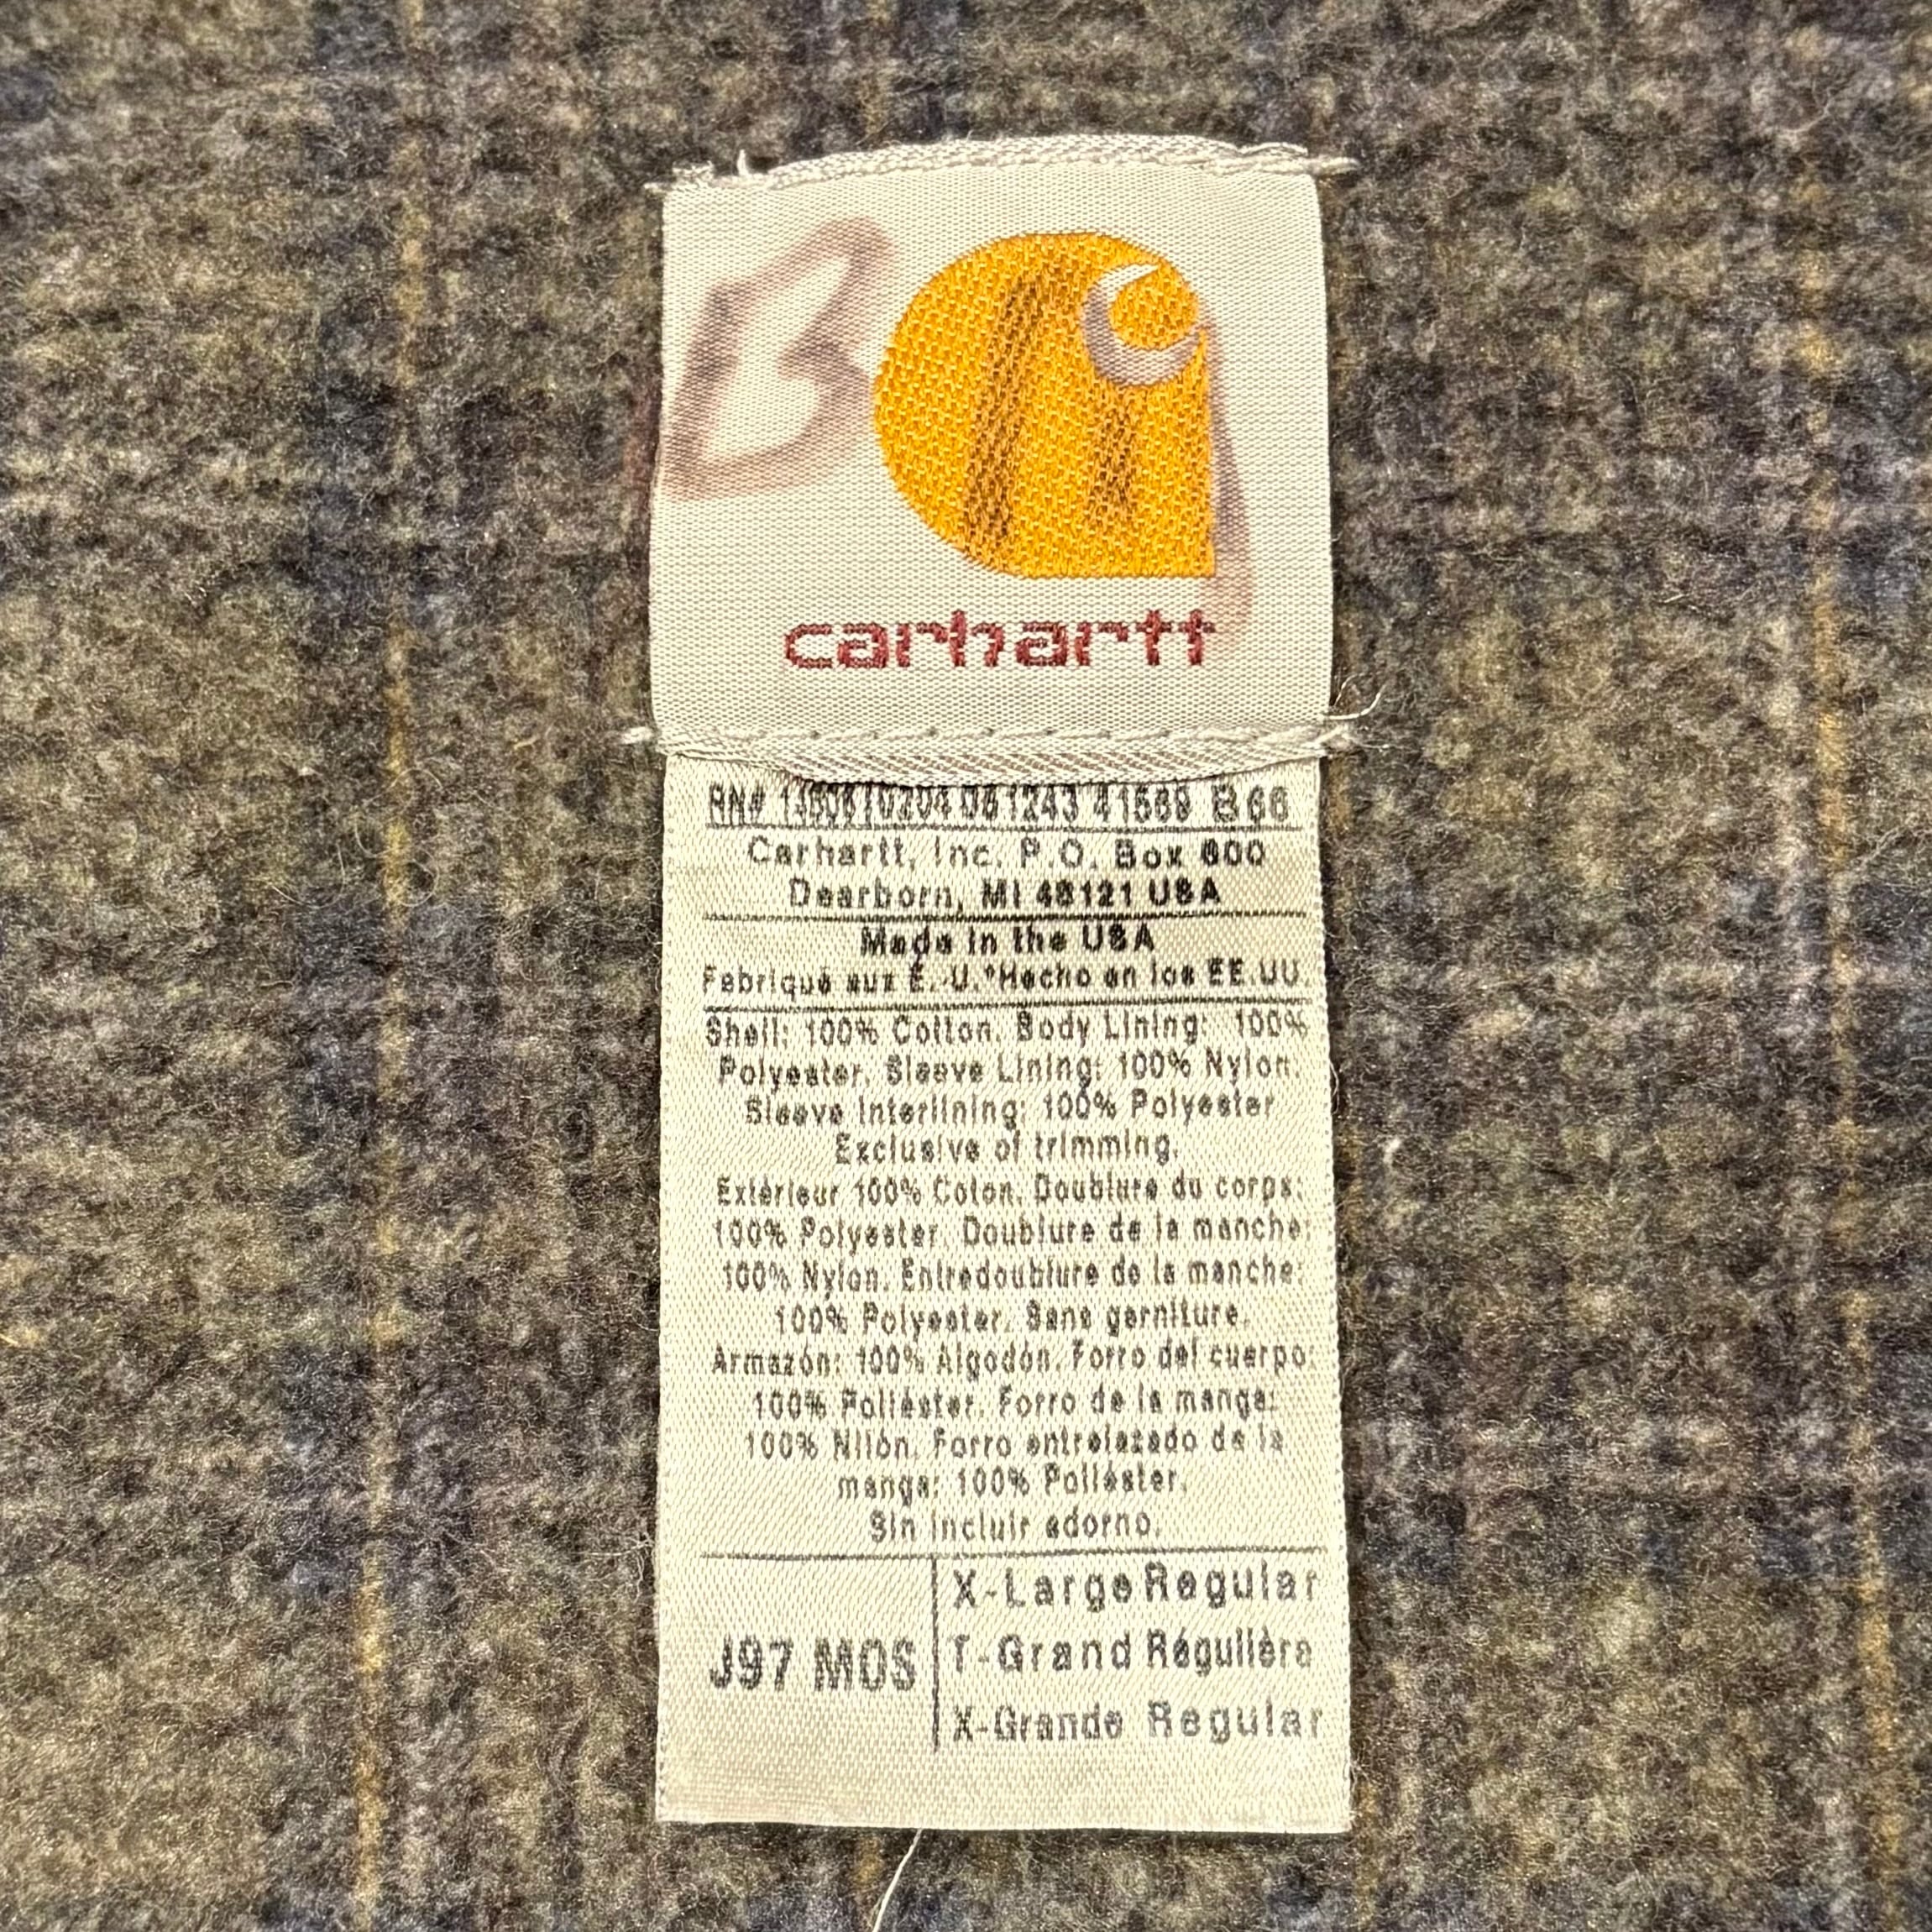 carhartt
RN# 14806 10204 081243 41569 B66
Carhartt, Inc. P.O. Box 600
Dearborn, MI 48121 USA
Made in the USA
Fabriqué aux É.-U.*Hecho en los EE.UU.
Shell: 100% Cotton. Body Lining: 100%
Polyester. Sleeve Lining: 100% Nylon.
Sleeve Interlining: 100% Polyester
Exclusive of trimming.
Extérieur 100% Coton. Doublure du corps:
100% Polyester. Doublure de la manche:
100% Nylon. Entredoublure de la manche:
100% Polyester. Sans garniture.
Armazón: 100% Algodón. Forro del cuerpo:
100% Poliéster. Forro de la manga:
100% Nilón. Forro entrelazado de la
manga: 100% Poliéster.
Sin incluir adorno.
J97 MOS
X-Large Regular
T-Grand Régulière
X-Grande Regular